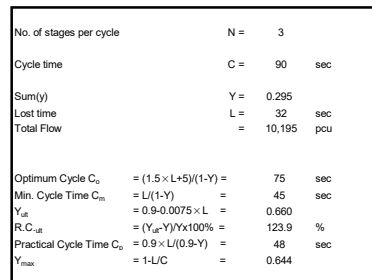 No. of stages per cycle N = 3
Cycle time C = 90 sec
Sum(y) Y = 0.295
Lost time L = 32 sec
Total Flow = 10,195 pcu
Optimum Cycle Co = (1.5×L+5)/(1-Y) = 75 sec
Min. Cycle Time Cm = L/(1-Y) = 45 sec
Yult = 0.9-0.0075×L = 0.660
R.C.ult = (Yult-Y)/Yx100% = 123.9 %
Practical Cycle Time Cp = 0.9×L/(0.9-Y) = 48 sec
Ymax = 1-L/C = 0.644